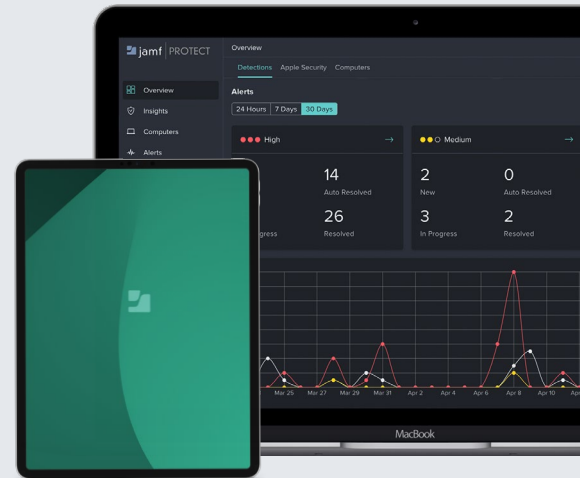 jamf PROTECT
Overview
Detections Apple Security Computers
Overview
Insights
Computers
Alerts
Alerts
24 Hours 7 Days 30 Days
High
14
Auto Resolved
26
Resolved
Medium
2
New
0
Auto Resolved
3
In Progress
2
Resolved
Mar 25 Mar 27 Mar 29 Mar 31 Apr 2 Apr 4 Apr 6 Apr 8 Apr 10
MacBook